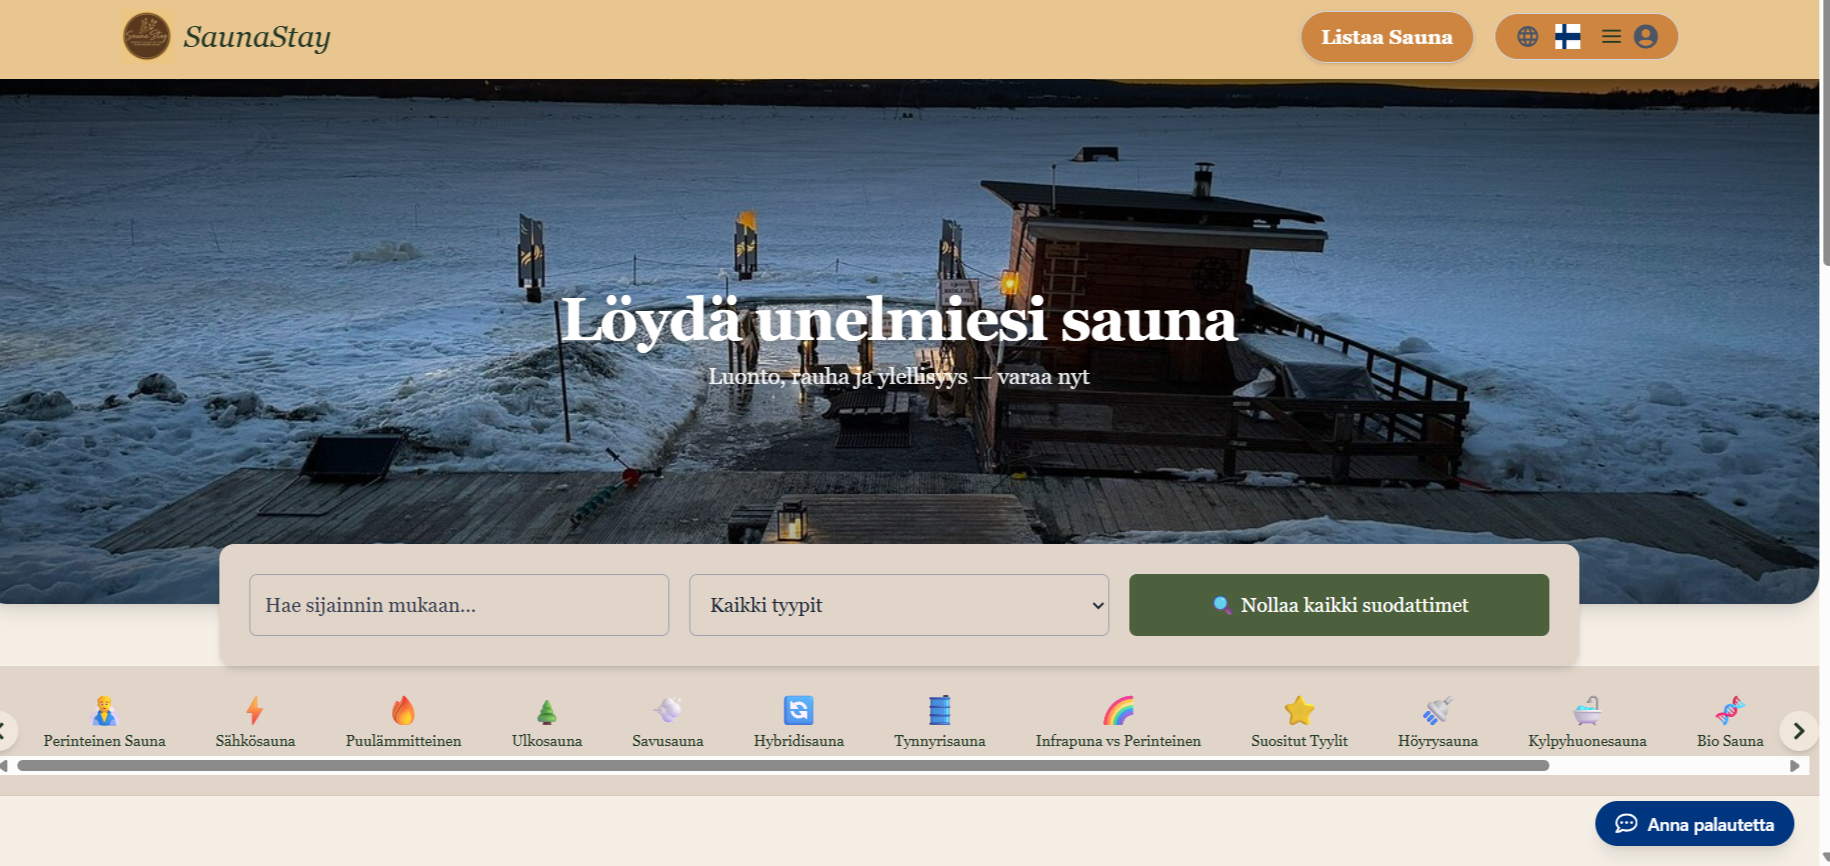 SaunaStay
Listaa Sauna
Löydä unelmiesi sauna
Luonto, rauha ja ylellisyys — varaa nyt
Hae sijainnin mukaan...
Kaikki tyypit
Nollaa kaikki suodattimet
Perinteinen Sauna
Sähkösauna
Puulämmitteinen
Ulkosauna
Savusauna
Hybridisauna
Tynnyrisauna
Infrapuna vs Perinteinen
Suositut Tyylit
Höyrysauna
Kylpyhuonesauna
Bio Sauna
Anna palautetta